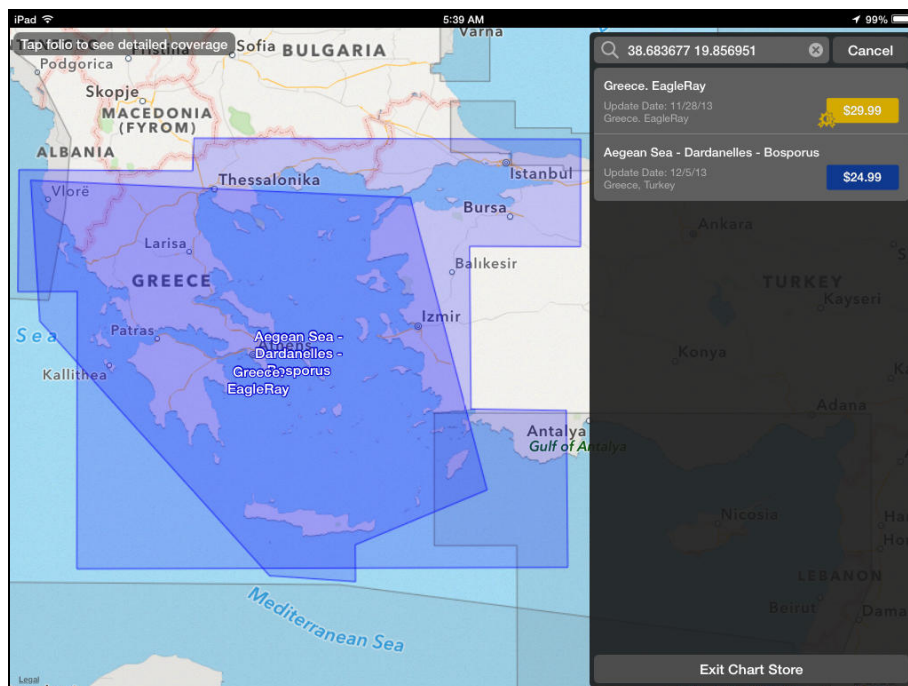 iPad
5:39 AM
99%
Tap folio to see detailed coverage
Varna
Sofia
BULGARIA
Podgorica
Skopje
MACEDONIA
(FYROM)
ALBANIA
Istanbul
Thessalonika
Vlorë
Bursa
Larisa
Balıkesir
GREECE
Izmir
Patras
Sea
Aegean Sea -
Athens
Dardanelles -
Bosporus
Greece.
EagleRay
Kallithea
Antalya
Gulf of Antalya
Mediterranean Sea
Legal
38.683677 19.856951
Cancel
Greece. EagleRay
Update Date: 11/28/13
Greece. EagleRay
$29.99
Aegean Sea - Dardanelles - Bosporus
Update Date: 12/5/13
Greece, Turkey
$24.99
Ankara
TURKEY
Kayseri
Konya
Adana
Nicosia
LEBANON
Beirut
Exit Chart Store